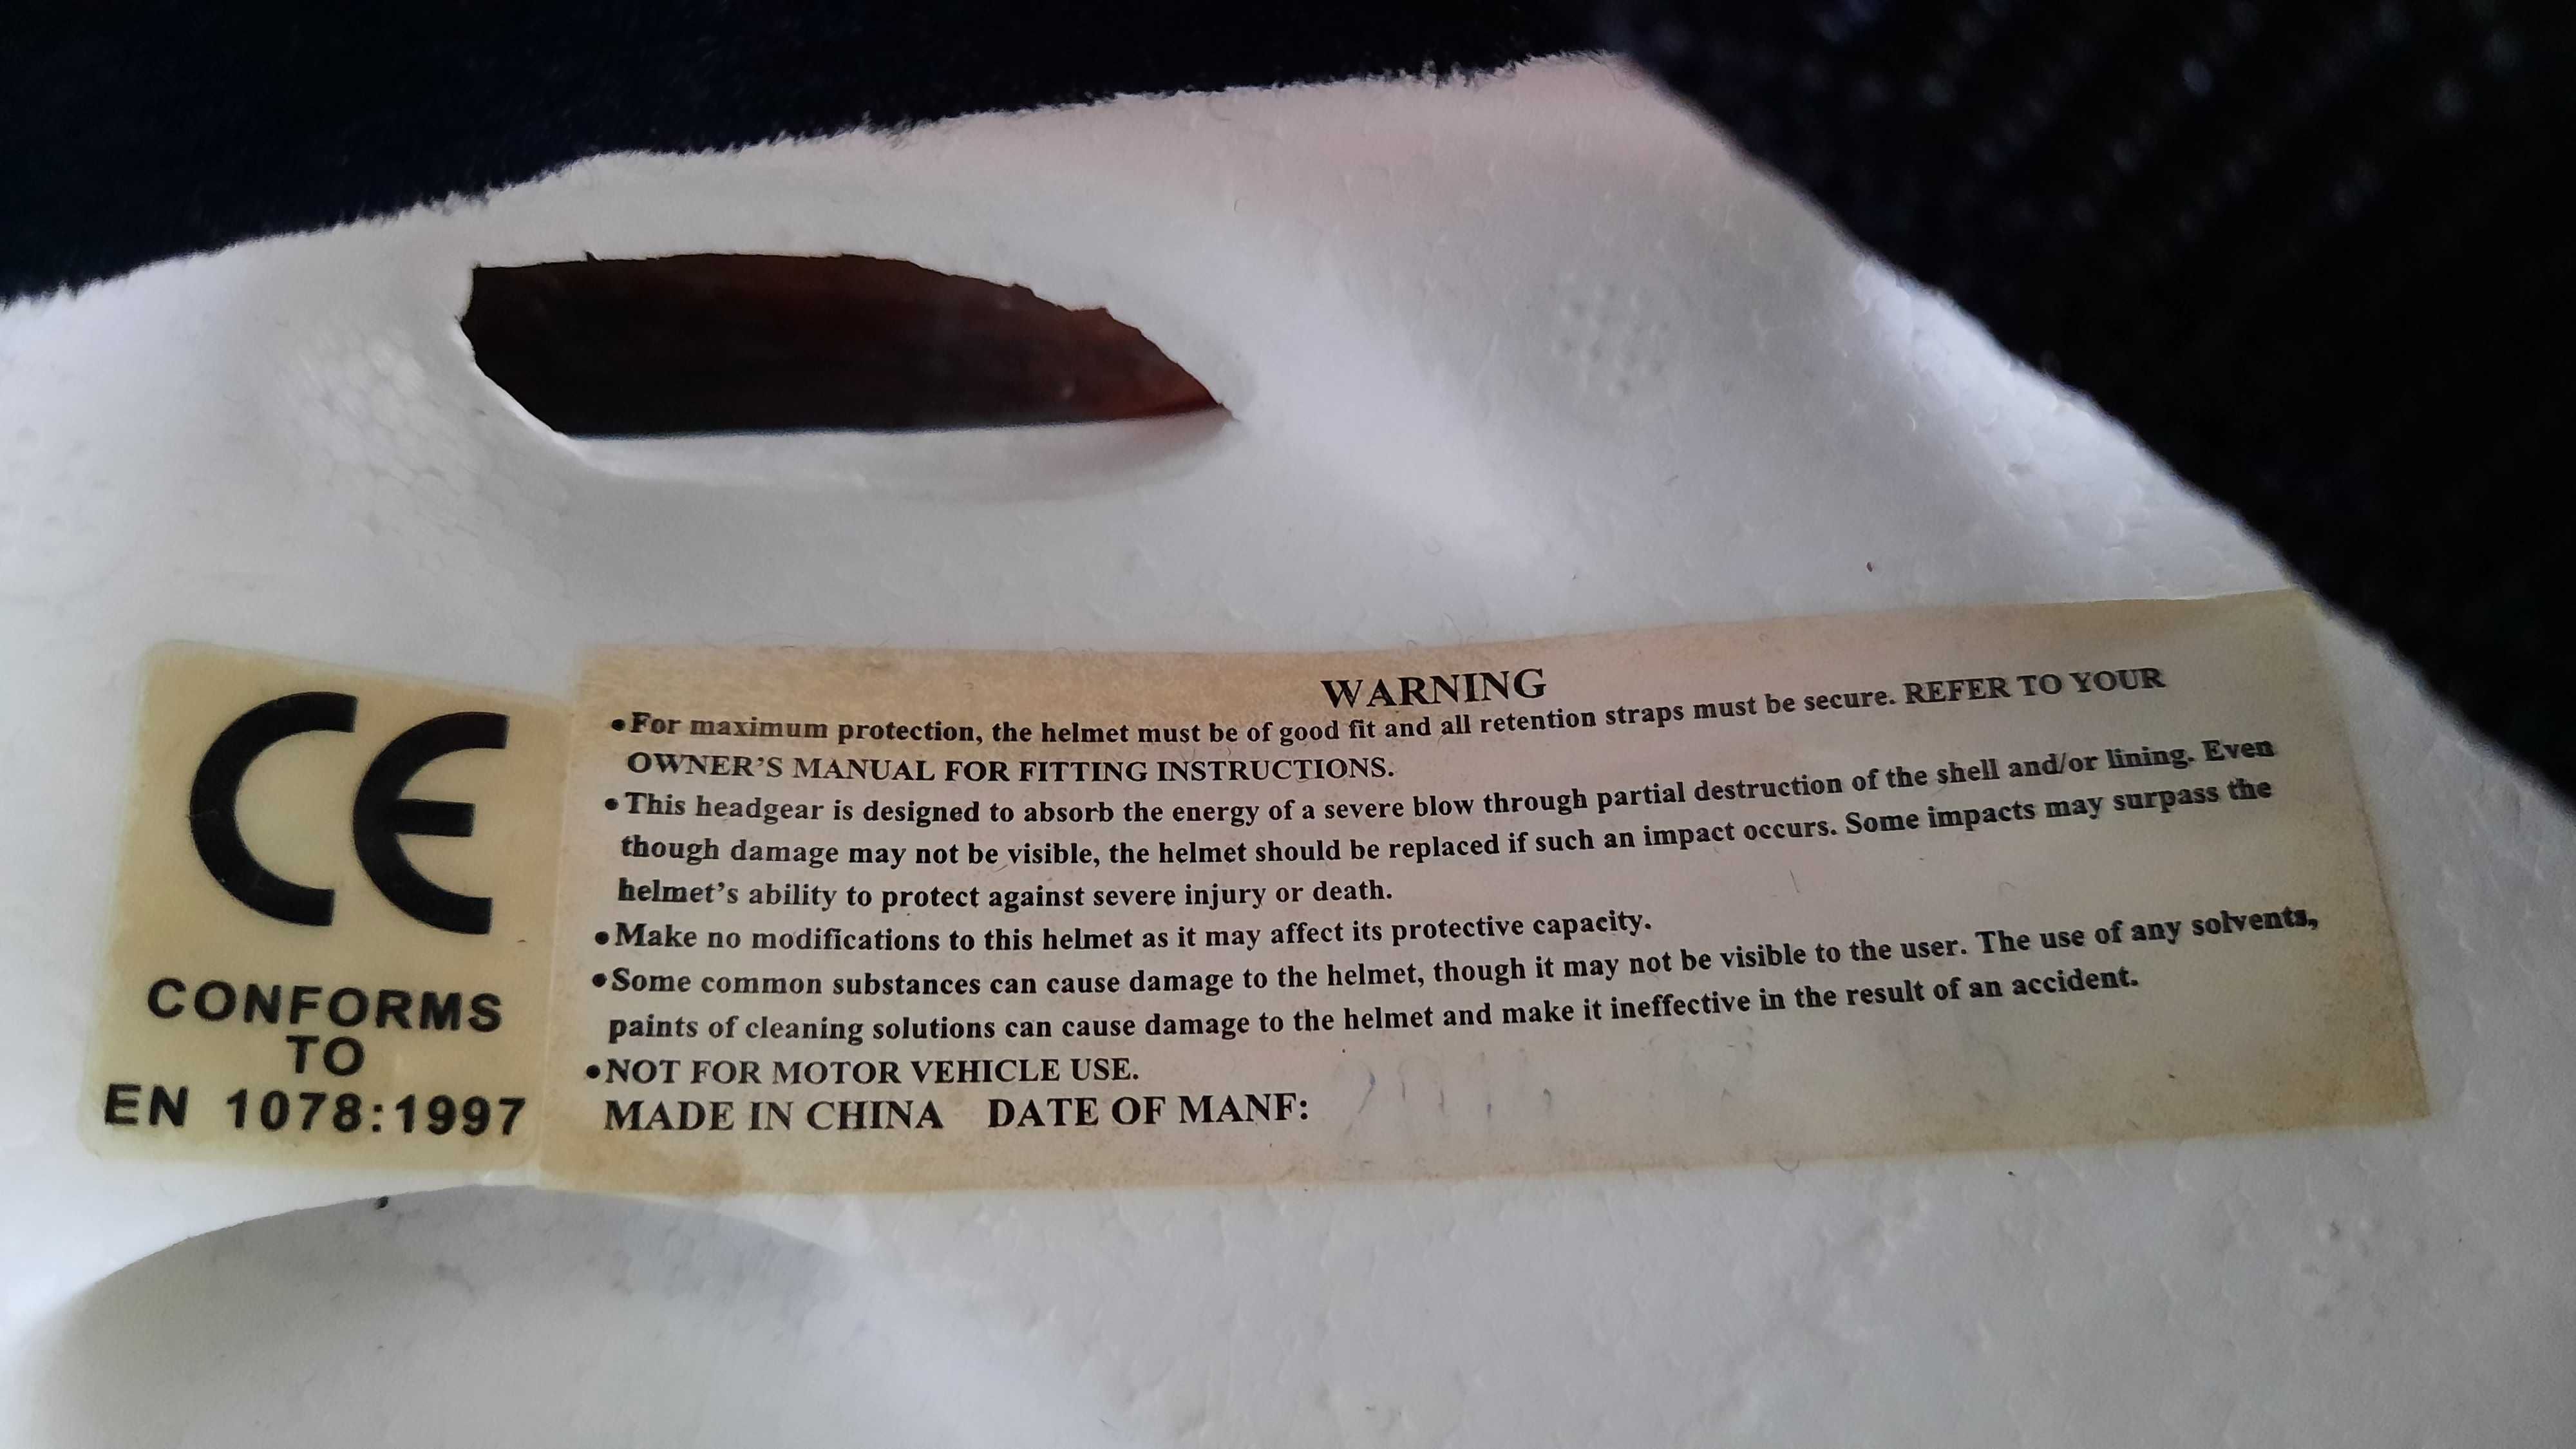 CE
CONFORMS
TO
EN 1078:1997
WARNING
•For maximum protection, the helmet must be of good fit and all retention straps must be secure. REFER TO YOUR
OWNER'S MANUAL FOR FITTING INSTRUCTIONS.
•This headgear is designed to absorb the energy of a severe blow through partial destruction of the shell and/or lining. Even
though damage may not be visible, the helmet should be replaced if such an impact occurs. Some impacts may surpass the
helmet's ability to protect against severe injury or death.
•Make no modifications to this helmet as it may affect its protective capacity.
•Some common substances can cause damage to the helmet, though it may not be visible to the user. The use of any solvents,
paints of cleaning solutions can cause damage to the helmet and make it ineffective in the result of an accident.
•NOT FOR MOTOR VEHICLE USE.
MADE IN CHINA DATE OF MANF: